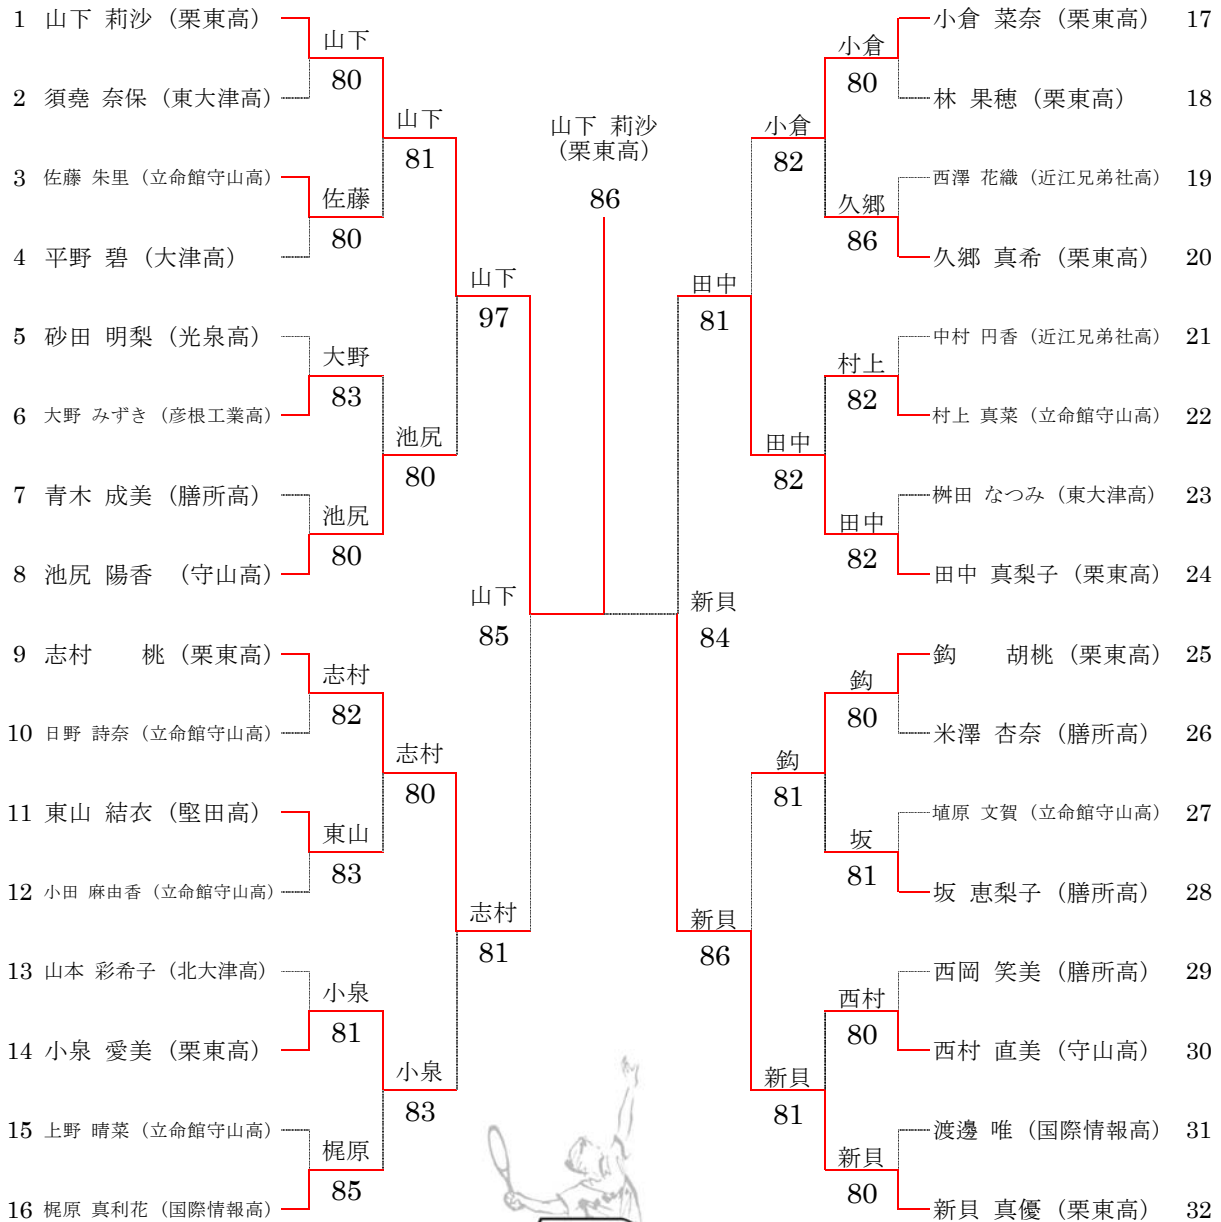 1 山下 莉沙 (栗東高)
2 須堯 奈保 (東大津高)
3 佐藤 朱里 (立命館守山高)
4 平野 碧 (大津高)
5 砂田 明梨 (光泉高)
6 大野 みずき (彦根工業高)
7 青木 成美 (膳所高)
8 池尻 陽香 (守山高)
9 志村 桃 (栗東高)
10 日野 詩奈 (立命館守山高)
11 東山 結衣 (堅田高)
12 小田 麻由香 (立命館守山高)
13 山本 彩希子 (北大津高)
14 小泉 愛美 (栗東高)
15 上野 晴菜 (立命館守山高)
16 梶原 真利花 (国際情報高)
山下
80
佐藤
80
大野
83
池尻
80
志村
82
東山
83
小泉
81
梶原
85
山下
81
池尻
80
志村
80
小泉
83
山下
97
志村
81
山下
85
山下 莉沙
(栗東高)
86
新貝
84
田中
81
新貝
86
小倉
82
田中
82
鈎
81
新貝
81
小倉
80
久郷
86
村上
82
田中
82
鈎
80
坂
81
西村
80
新貝
80
小倉 菜奈 (栗東高) 17
林 果穂 (栗東高) 18
西澤 花織 (近江兄弟社高) 19
久郷 真希 (栗東高) 20
中村 円香 (近江兄弟社高) 21
村上 真菜 (立命館守山高) 22
桝田 なつみ (東大津高) 23
田中 真梨子 (栗東高) 24
鈎 胡桃 (栗東高) 25
米澤 杏奈 (膳所高) 26
埴原 文賀 (立命館守山高) 27
坂 恵梨子 (膳所高) 28
西岡 笑美 (膳所高) 29
西村 直美 (守山高) 30
渡邊 唯 (国際情報高) 31
新貝 真優 (栗東高) 32